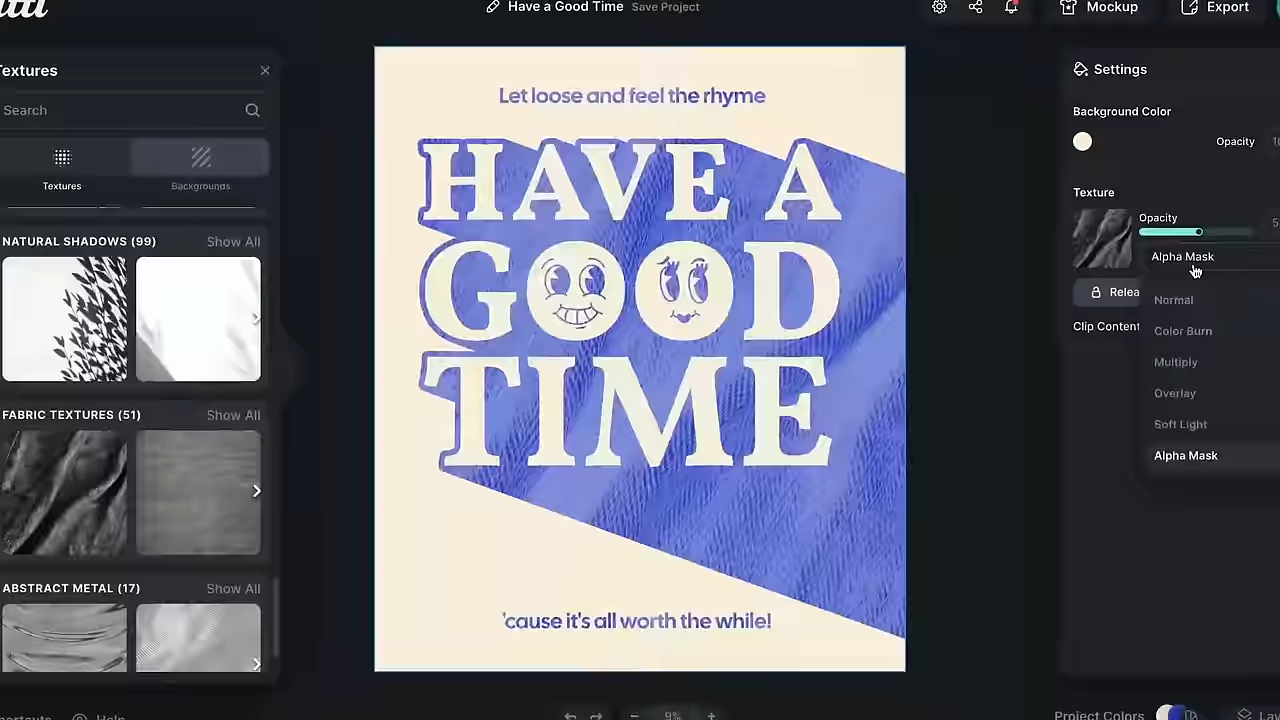 Have a Good Time Save Project
Mockup
Export
Textures
Search
Textures
Backgrounds
NATURAL SHADOWS (99) Show All
FABRIC TEXTURES (51) Show All
ABSTRACT METAL (17) Show All
Help
Let loose and feel the rhyme
HAVE A
GOOD
TIME
'cause it's all worth the while!
9%
Settings
Background Color
Opacity
Texture
Opacity
Alpha Mask
Relea
Clip Content
Normal
Color Burn
Multiply
Overlay
Soft Light
Alpha Mask
Project Colors